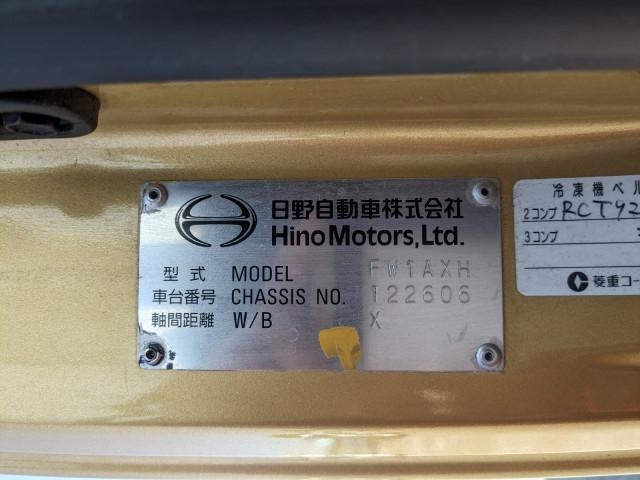 日野自動車株式会社
Hino Motors, Ltd.
型式 MODEL FW1AXH
車台番号 CHASSIS NO. 122606
軸間距離 W/B X
冷凍機ベル
2コンプ RCT92
3コンプ
菱重コー